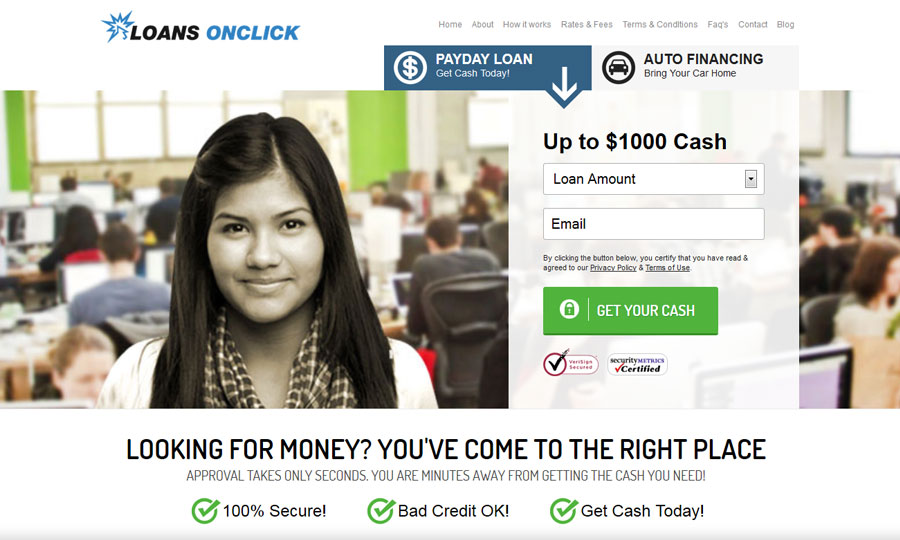 LOANS ONCLICK
Home About How it works Rates & Fees Terms & Conditions Faq's Contact Blog
PAYDAY LOAN
Get Cash Today!
AUTO FINANCING
Bring Your Car Home
Up to $1000 Cash
Loan Amount
Email
By clicking the button below, you certify that you have read &
agreed to our Privacy Policy & Terms of Use.
GET YOUR CASH
VeriSign
Secured
securityMETRICS
Certified
LOOKING FOR MONEY? YOU'VE COME TO THE RIGHT PLACE
APPROVAL TAKES ONLY SECONDS. YOU ARE MINUTES AWAY FROM GETTING THE CASH YOU NEED!
100% Secure! Bad Credit OK! Get Cash Today!